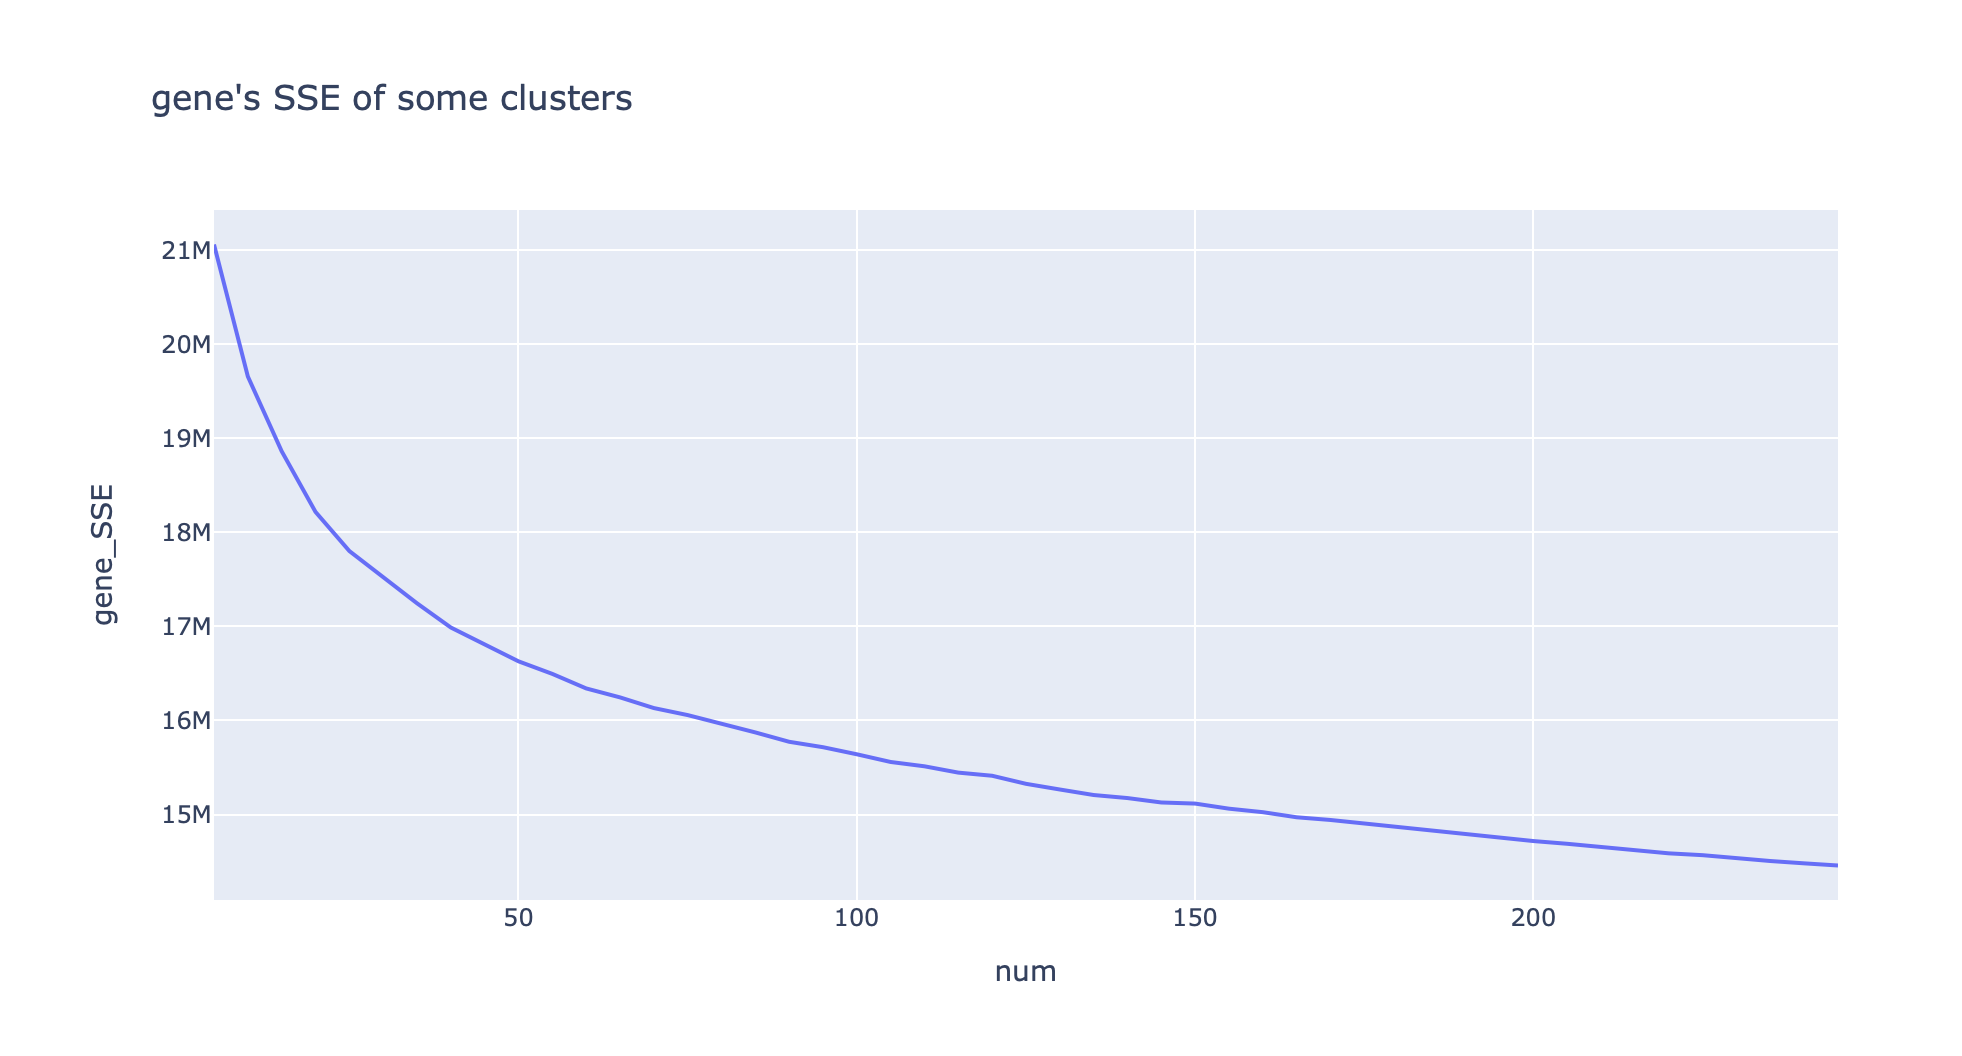 gene's SSE of some clusters
21M
20M
19M
18M
17M
16M
15M
gene_SSE
50 100 150 200
num